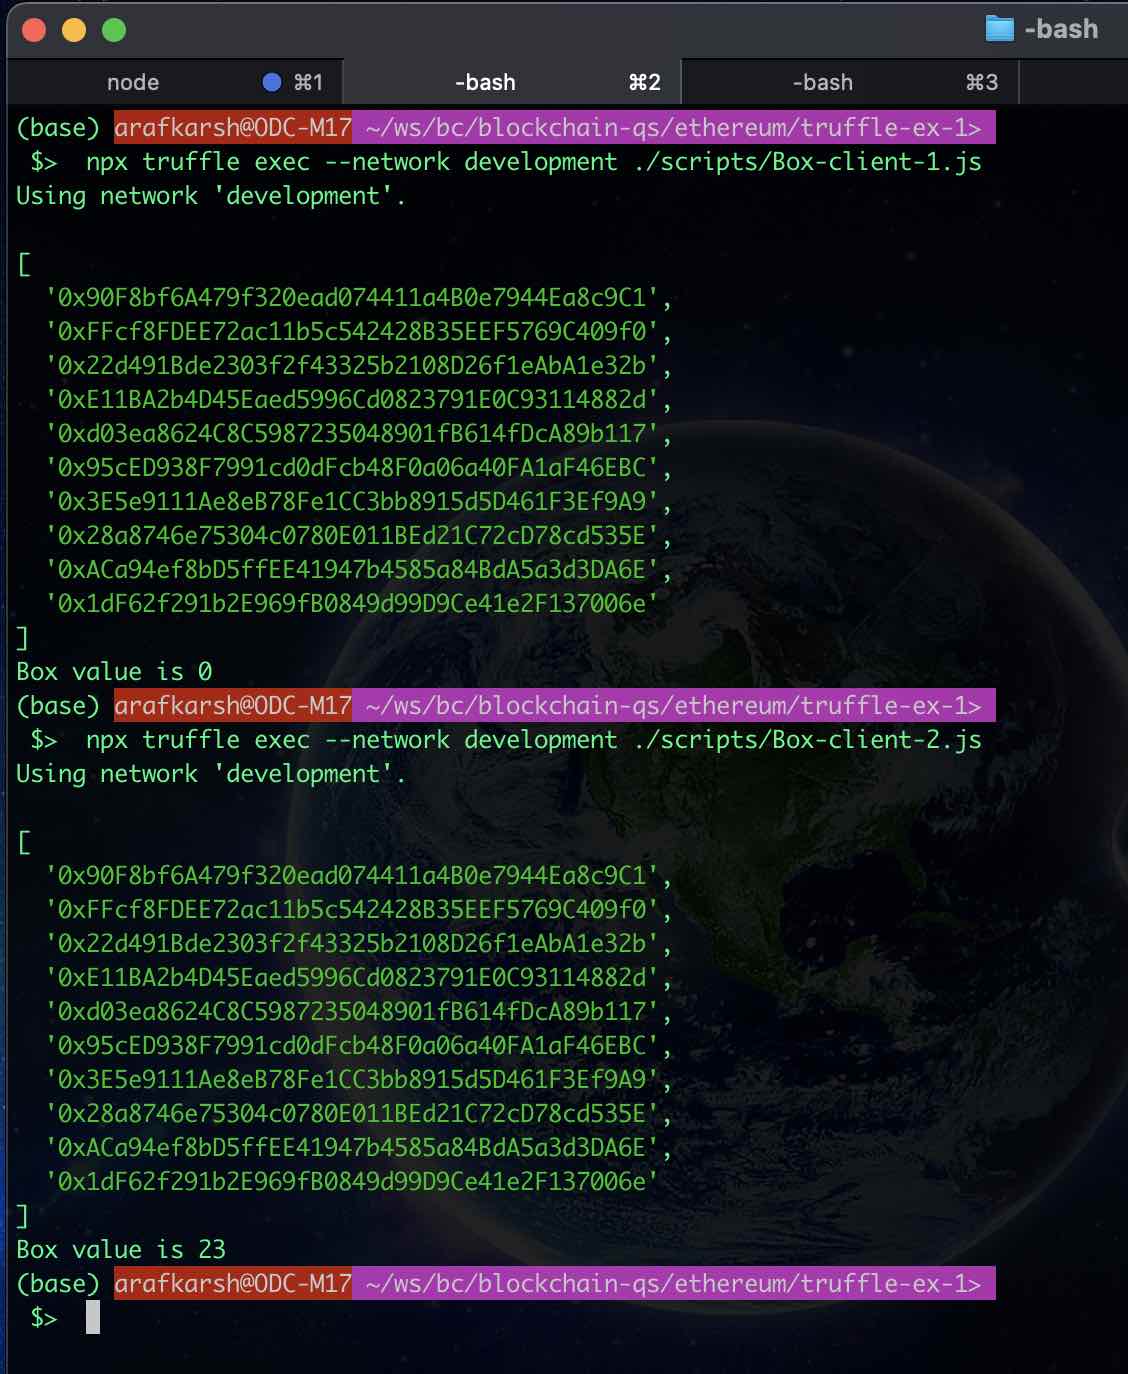 -bash
node ⌘1 -bash ⌘2 -bash ⌘3
(base) arafkarsh@ODC-M17 ~/ws/bc/blockchain-qs/ethereum/truffle-ex-1>
$> npx truffle exec --network development ./scripts/Box-client-1.js
Using network 'development'.
[
'0x90F8bf6A479f320ead074411a4B0e7944Ea8c9C1',
'0xFFcf8FDEE72ac11b5c542428B35EEF5769C409f0',
'0x22d491Bde2303f2f43325b2108D26f1eAbA1e32b',
'0xE11BA2b4D45Eaed5996Cd0823791E0C93114882d',
'0xd03ea8624C8C5987235048901fB614fDcA89b117',
'0x95cED938F7991cd0dFcb48F0a06a40FA1aF46EBC',
'0x3E5e9111Ae8eB78Fe1CC3bb8915d5D461F3Ef9A9',
'0x28a8746e75304c0780E011BEd21C72cD78cd535E',
'0xACa94ef8bD5ffEE41947b4585a84BdA5a3d3DA6E',
'0x1dF62f291b2E969fB0849d99D9Ce41e2F137006e'
]
Box value is 0
(base) arafkarsh@ODC-M17 ~/ws/bc/blockchain-qs/ethereum/truffle-ex-1>
$> npx truffle exec --network development ./scripts/Box-client-2.js
Using network 'development'.
[
'0x90F8bf6A479f320ead074411a4B0e7944Ea8c9C1',
'0xFFcf8FDEE72ac11b5c542428B35EEF5769C409f0',
'0x22d491Bde2303f2f43325b2108D26f1eAbA1e32b',
'0xE11BA2b4D45Eaed5996Cd0823791E0C93114882d',
'0xd03ea8624C8C5987235048901fB614fDcA89b117',
'0x95cED938F7991cd0dFcb48F0a06a40FA1aF46EBC',
'0x3E5e9111Ae8eB78Fe1CC3bb8915d5D461F3Ef9A9',
'0x28a8746e75304c0780E011BEd21C72cD78cd535E',
'0xACa94ef8bD5ffEE41947b4585a84BdA5a3d3DA6E',
'0x1dF62f291b2E969fB0849d99D9Ce41e2F137006e'
]
Box value is 23
(base) arafkarsh@ODC-M17 ~/ws/bc/blockchain-qs/ethereum/truffle-ex-1>
$>